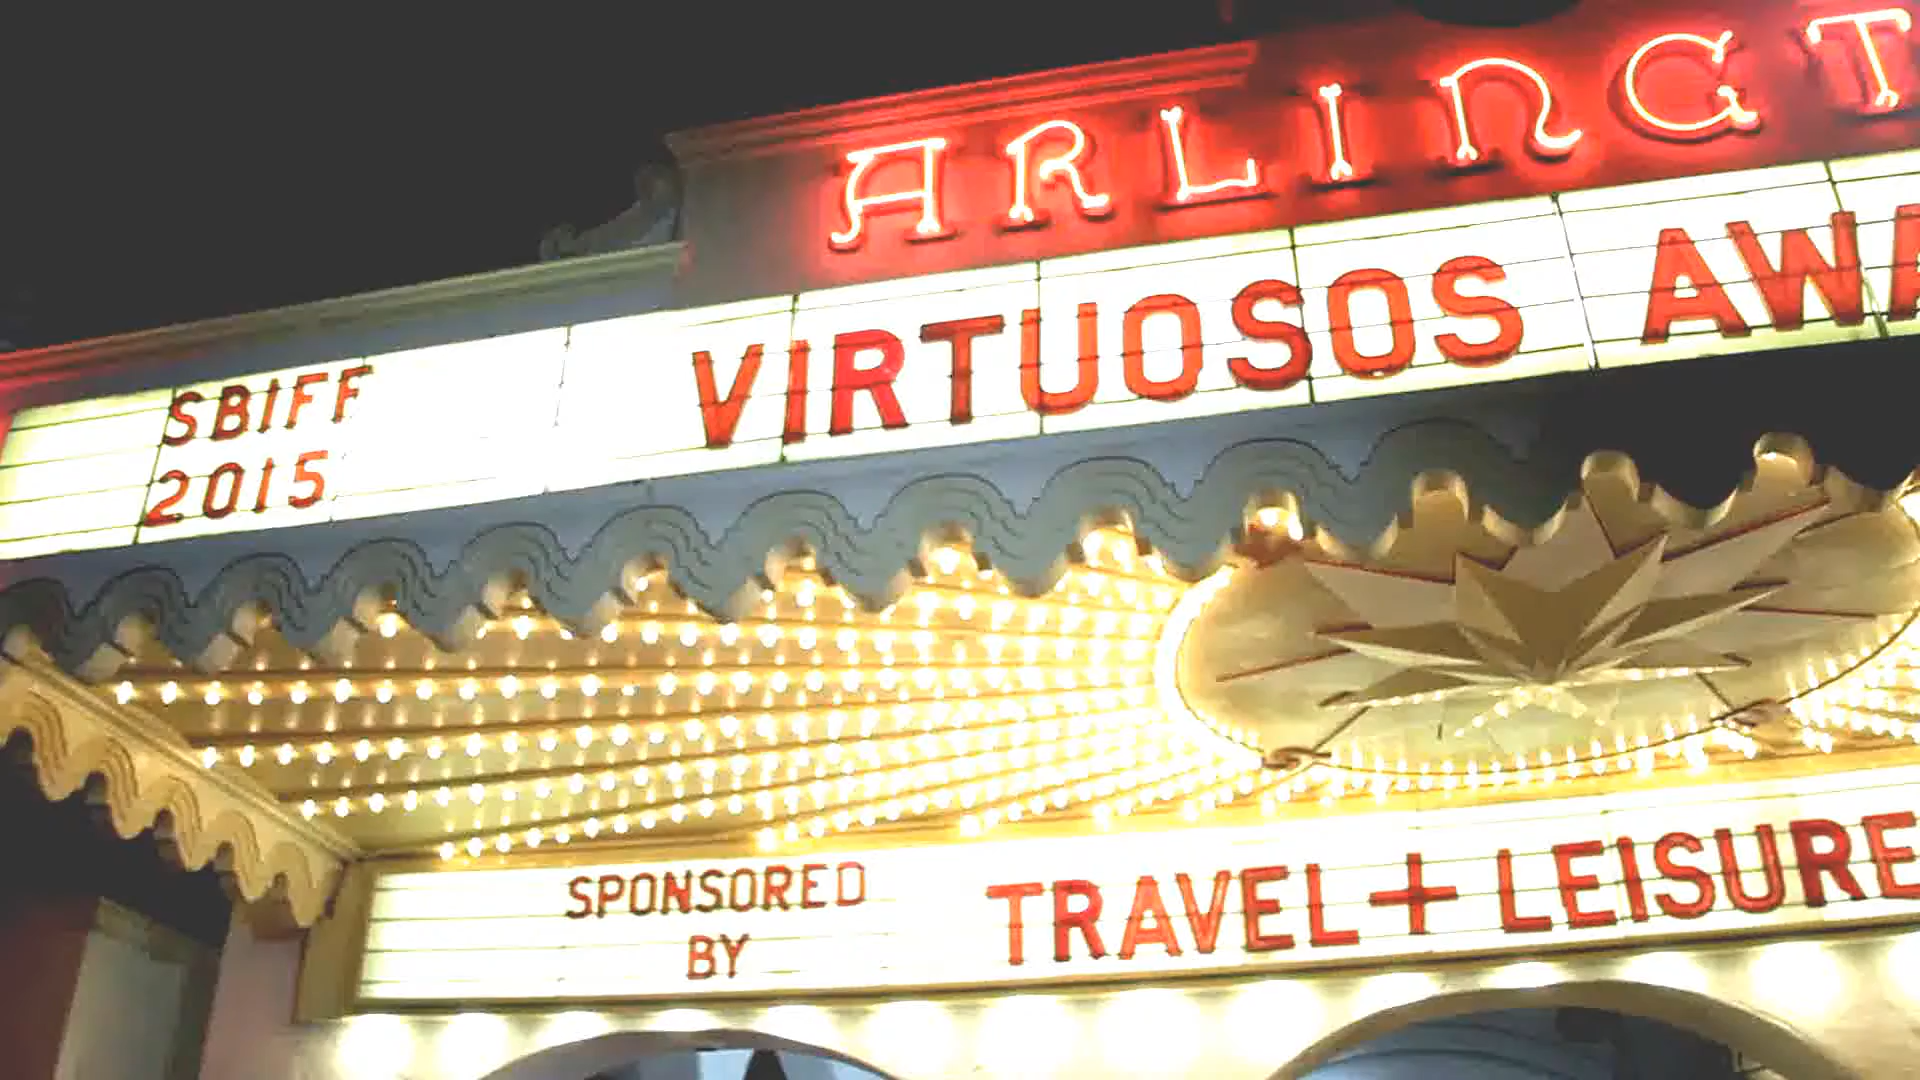 ARLINGT
SBIFF
2015
VIRTUOSOS AWA
SPONSORED
BY
TRAVEL+LEISURE